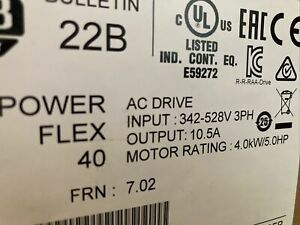 BULLETIN
22B
UL
LISTED
IND. CONT. EQ.
E59272
EAC
R-R-RAA-Drive
POWER
FLEX
40
AC DRIVE
INPUT : 342-528V 3PH
OUTPUT: 10.5A
MOTOR RATING : 4.0kW/5.0HP
25
FRN : 7.02